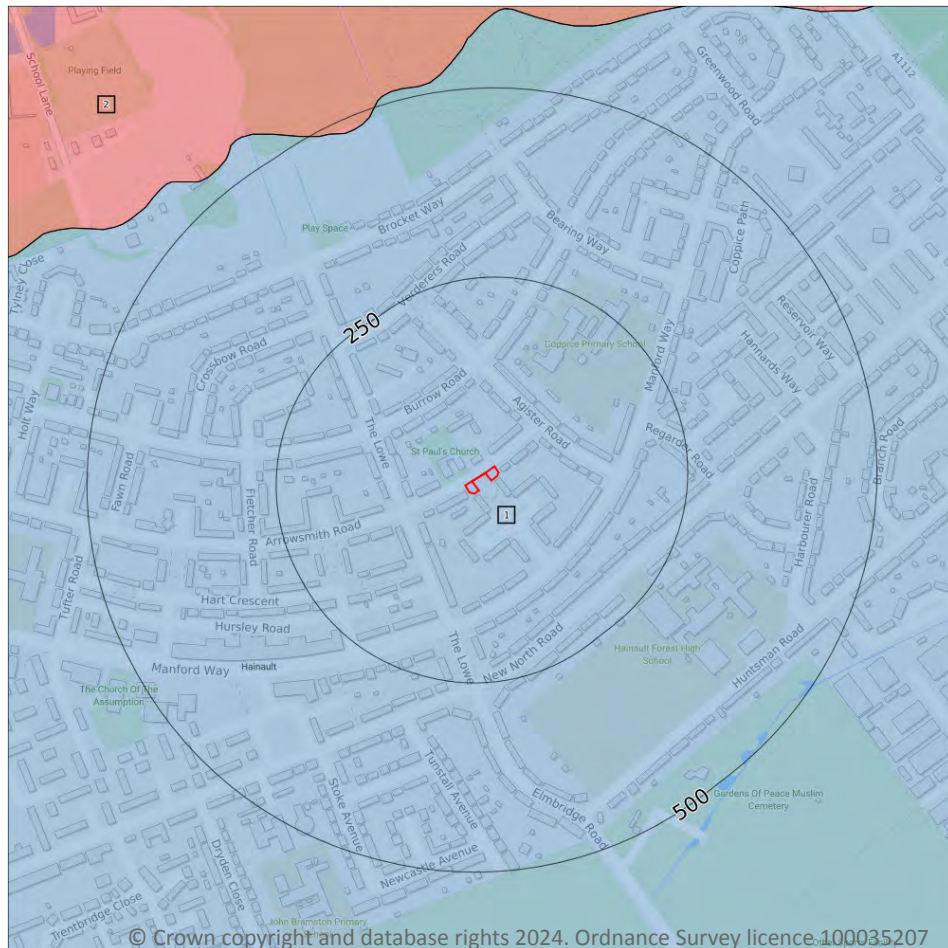 School Lane
Playing Field
2
A1112
Greenwood Road
Brocket Way
Play Space
Bearing Way
Coppice Path
Verderers Road
Tylney Close
250
Coppice Primary School
Reservoir Way
Crossbow Road
Manford Way
Hannards Way
Burrow Road
Holt Way
Agister Road
The Lowe
St Paul's Church
Regarder Road
Branch Road
Fawn Road
Fletcher Road
1
Harbourer Road
Arrowsmith Road
Tufter Road
Hart Crescent
Hursley Road
Manford Way
Hainault
The Lowe
New North Road
Hainault Forest High
School
Huntsman Road
The Church Of The
Assumption
Stoke Avenue
Tunstall Avenue
Elmbridge Road
500
Gardens Of Peace Muslim
Cemetery
Dryden Close
Newcastle Avenue
Trentbridge Close
John Bramston Primary
© Crown copyright and database rights 2024. Ordnance Survey licence 100035207